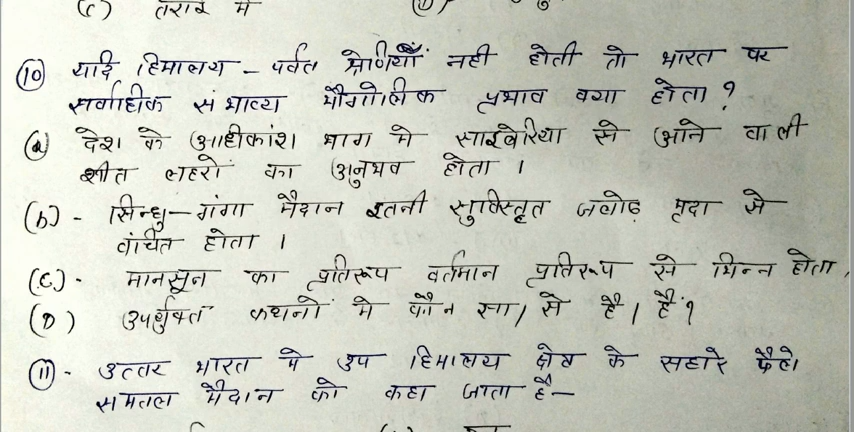 (c) तराई में
(10) यदि हिमालय - पर्वत श्रेणियाँ नही होती तो भारत पर
सर्वाधीक संभाव्य भौगोलिक प्रभाव क्या होता ?
(a) देश के अधीकांश भाग मे साइबेरिया से आने वाली
शीत लहरों का अनुभव होता ।
(b) - सिन्धु-गंगा मैदान इतनी सुविस्तृत जलोढ़ मृदा से
वंचित होता ।
(C) - मानसून का प्रतिरूप वर्तमान प्रतिरूप से भिन्न होता,
(D) उपर्युक्त कथनों मे कौन सा / से है / हैं ?
(11) - उत्तर भारत मे उप हिमालय क्षेत्र के सहारे फैले
समतल मैदान को कहा जाता है -